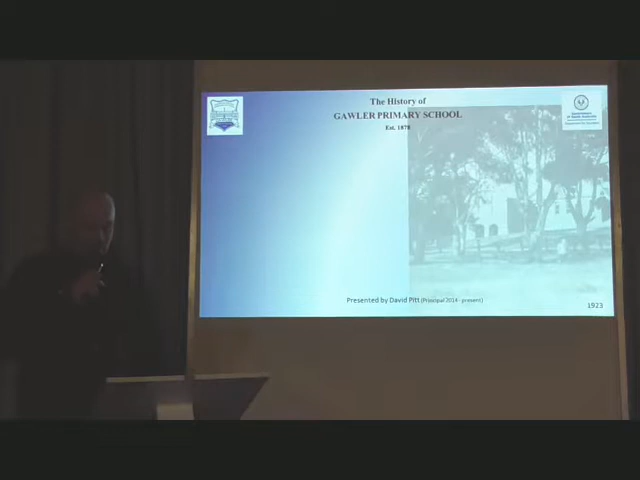 The History of
GAWLER PRIMARY SCHOOL
Est. 1878
Presented by David Pitt (Principal 2014 - present)
1923